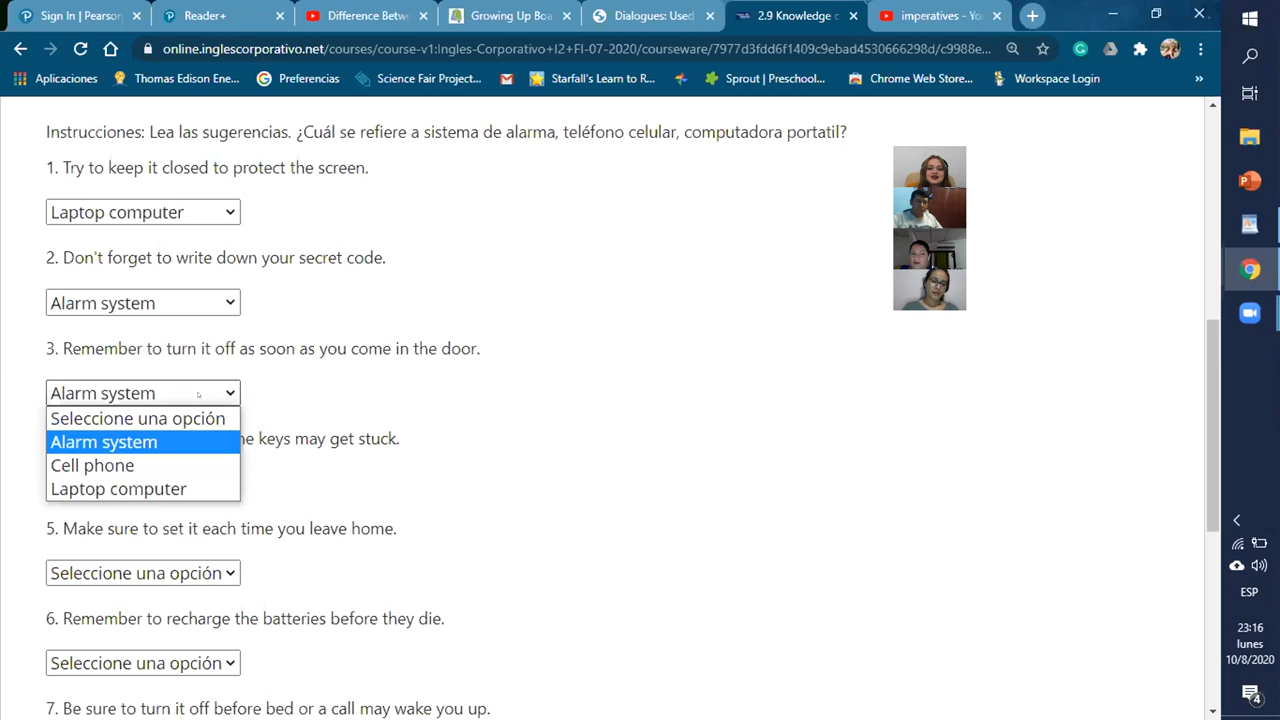 Sign In | Pearson
Reader+
Difference Betw
Growing Up Boa
Dialogues: Used
2.9 Knowledge c
imperatives - Yo
online.inglescorporativo.net/courses/course-v1:Ingles-Corporativo+I2+FI-07-2020/courseware/7977d3fdd6f1409c9ebad4530666298d/c9988e...
Aplicaciones
Thomas Edison Ene...
Preferencias
Science Fair Project...
Starfall's Learn to R...
Sprout | Preschool...
Chrome Web Store...
Workspace Login
»
Instrucciones: Lea las sugerencias. ¿Cuál se refiere a sistema de alarma, teléfono celular, computadora portatil?
1. Try to keep it closed to protect the screen.
Laptop computer
2. Don't forget to write down your secret code.
Alarm system
3. Remember to turn it off as soon as you come in the door.
Alarm system
Seleccione una opción
Alarm system
he keys may get stuck.
Cell phone
Laptop computer
5. Make sure to set it each time you leave home.
Seleccione una opción
6. Remember to recharge the batteries before they die.
Seleccione una opción
7. Be sure to turn it off before bed or a call may wake you up.
ESP
23:16
lunes
10/8/2020
4